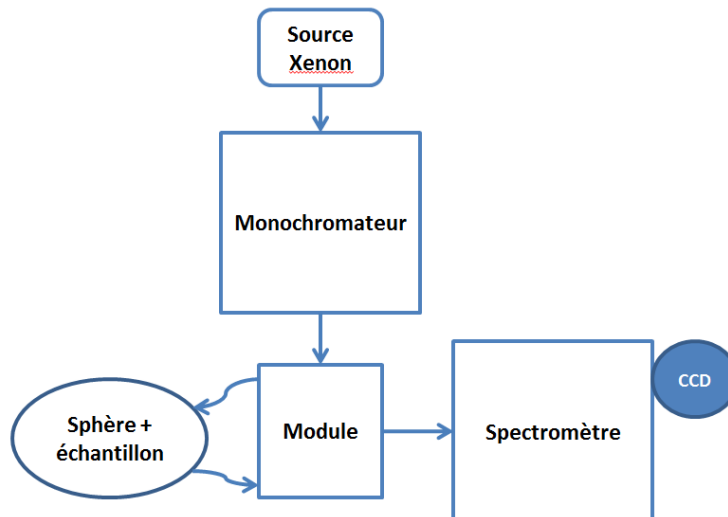 Source
Xenon
Monochromateur
Sphère +
échantillon
Module
Spectromètre
CCD